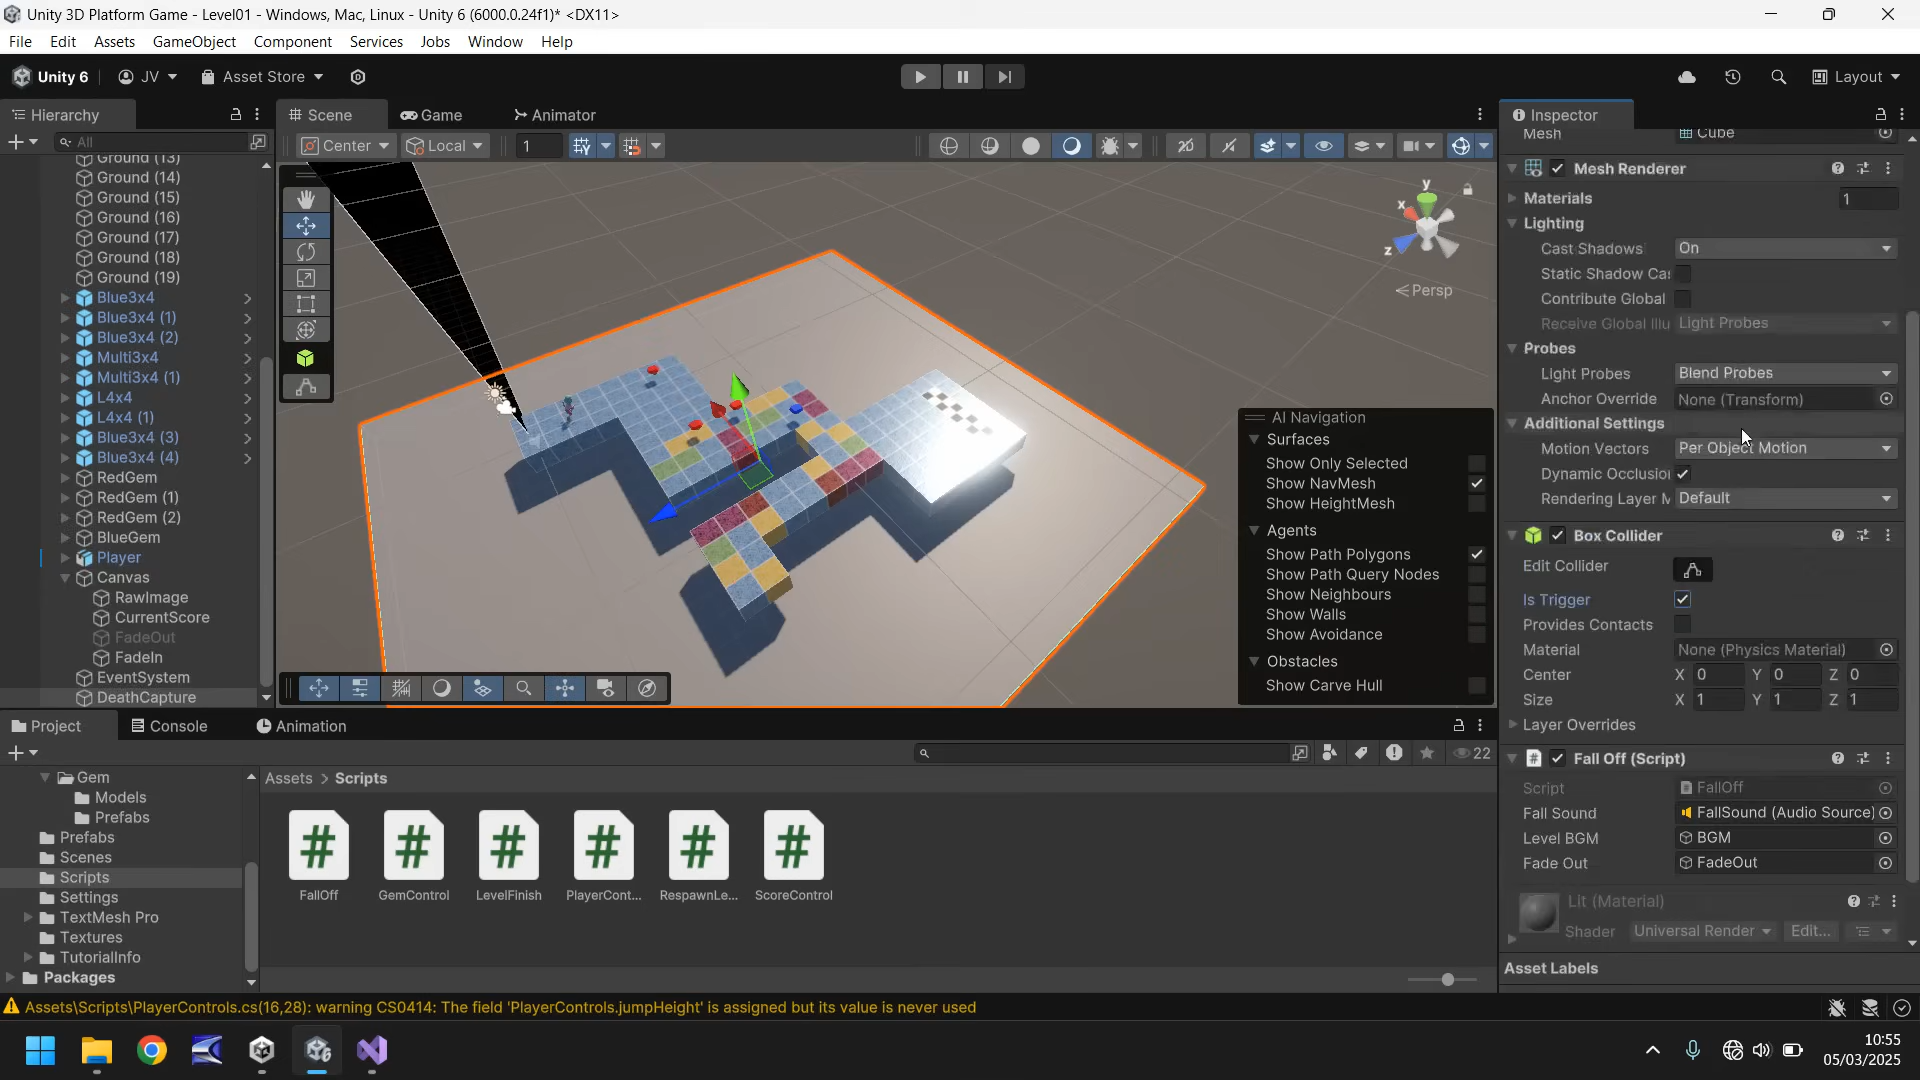 Unity 3D Platform Game - Level01 - Windows, Mac, Linux - Unity 6 (6000.0.24f1)* <DX11>
File Edit Assets GameObject Component Services Jobs Window Help
Unity 6 JV Asset Store Layout
Hierarchy
All
Ground (13)
Ground (14)
Ground (15)
Ground (16)
Ground (17)
Ground (18)
Ground (19)
Blue3x4
Blue3x4 (1)
Blue3x4 (2)
Multi3x4
Multi3x4 (1)
L4x4
L4x4 (1)
Blue3x4 (3)
Blue3x4 (4)
RedGem
RedGem (1)
RedGem (2)
BlueGem
Player
Canvas
RawImage
CurrentScore
FadeOut
FadeIn
EventSystem
DeathCapture
Scene Game Animator
Center Local 1 2D
y
x
z
Persp
AI Navigation
Surfaces
Show Only Selected
Show NavMesh
Show HeightMesh
Agents
Show Path Polygons
Show Path Query Nodes
Show Neighbours
Show Walls
Show Avoidance
Obstacles
Show Carve Hull
Inspector
Mesh Cube
Mesh Renderer
Materials 1
Lighting
Cast Shadows On
Static Shadow Ca
Contribute Global
Receive Global Illu Light Probes
Probes
Light Probes Blend Probes
Anchor Override None (Transform)
Additional Settings
Motion Vectors Per Object Motion
Dynamic Occlusio
Rendering Layer M Default
Box Collider
Edit Collider
Is Trigger
Provides Contacts
Material None (Physics Material)
Center X 0 Y 0 Z 0
Size X 1 Y 1 Z 1
Layer Overrides
Fall Off (Script)
Script FallOff
Fall Sound FallSound (Audio Source)
Level BGM BGM
Fade Out FadeOut
Lit (Material)
Shader Universal Render Edit...
Asset Labels
Project Console Animation
22
Gem
Models
Prefabs
Prefabs
Scenes
Scripts
Settings
TextMesh Pro
Textures
TutorialInfo
Packages
Assets > Scripts
FallOff GemControl LevelFinish PlayerCont... RespawnLe... ScoreControl
Assets\Scripts\PlayerControls.cs(16,28): warning CS0414: The field 'PlayerControls.jumpHeight' is assigned but its value is never used
10:55
05/03/2025